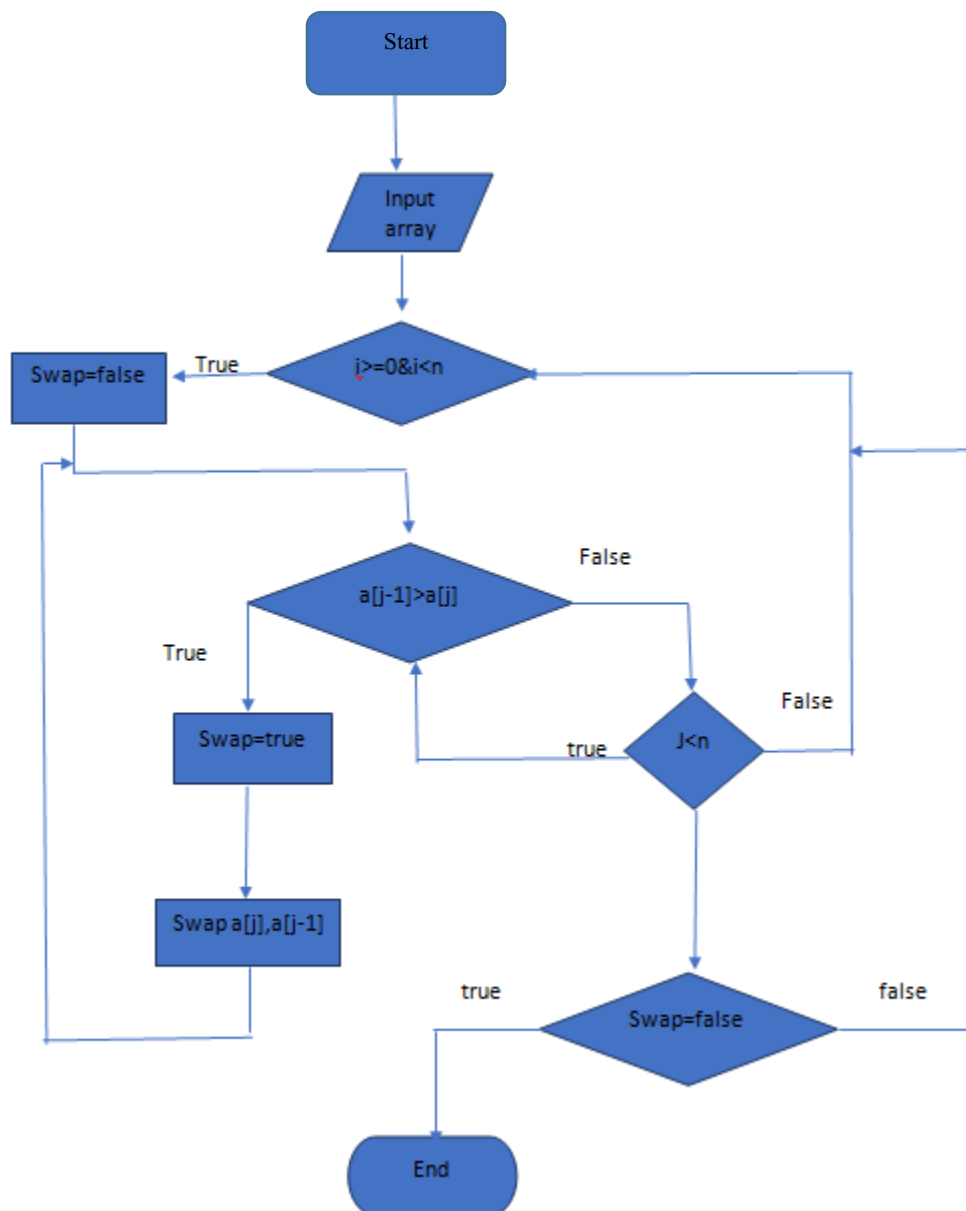 Start
Input
array
i>=0&i<n
True
Swap=false
a[j-1]>a[j]
False
True
Swap=true
J<n
False
true
Swap a[j],a[j-1]
Swap=false
true
false
End